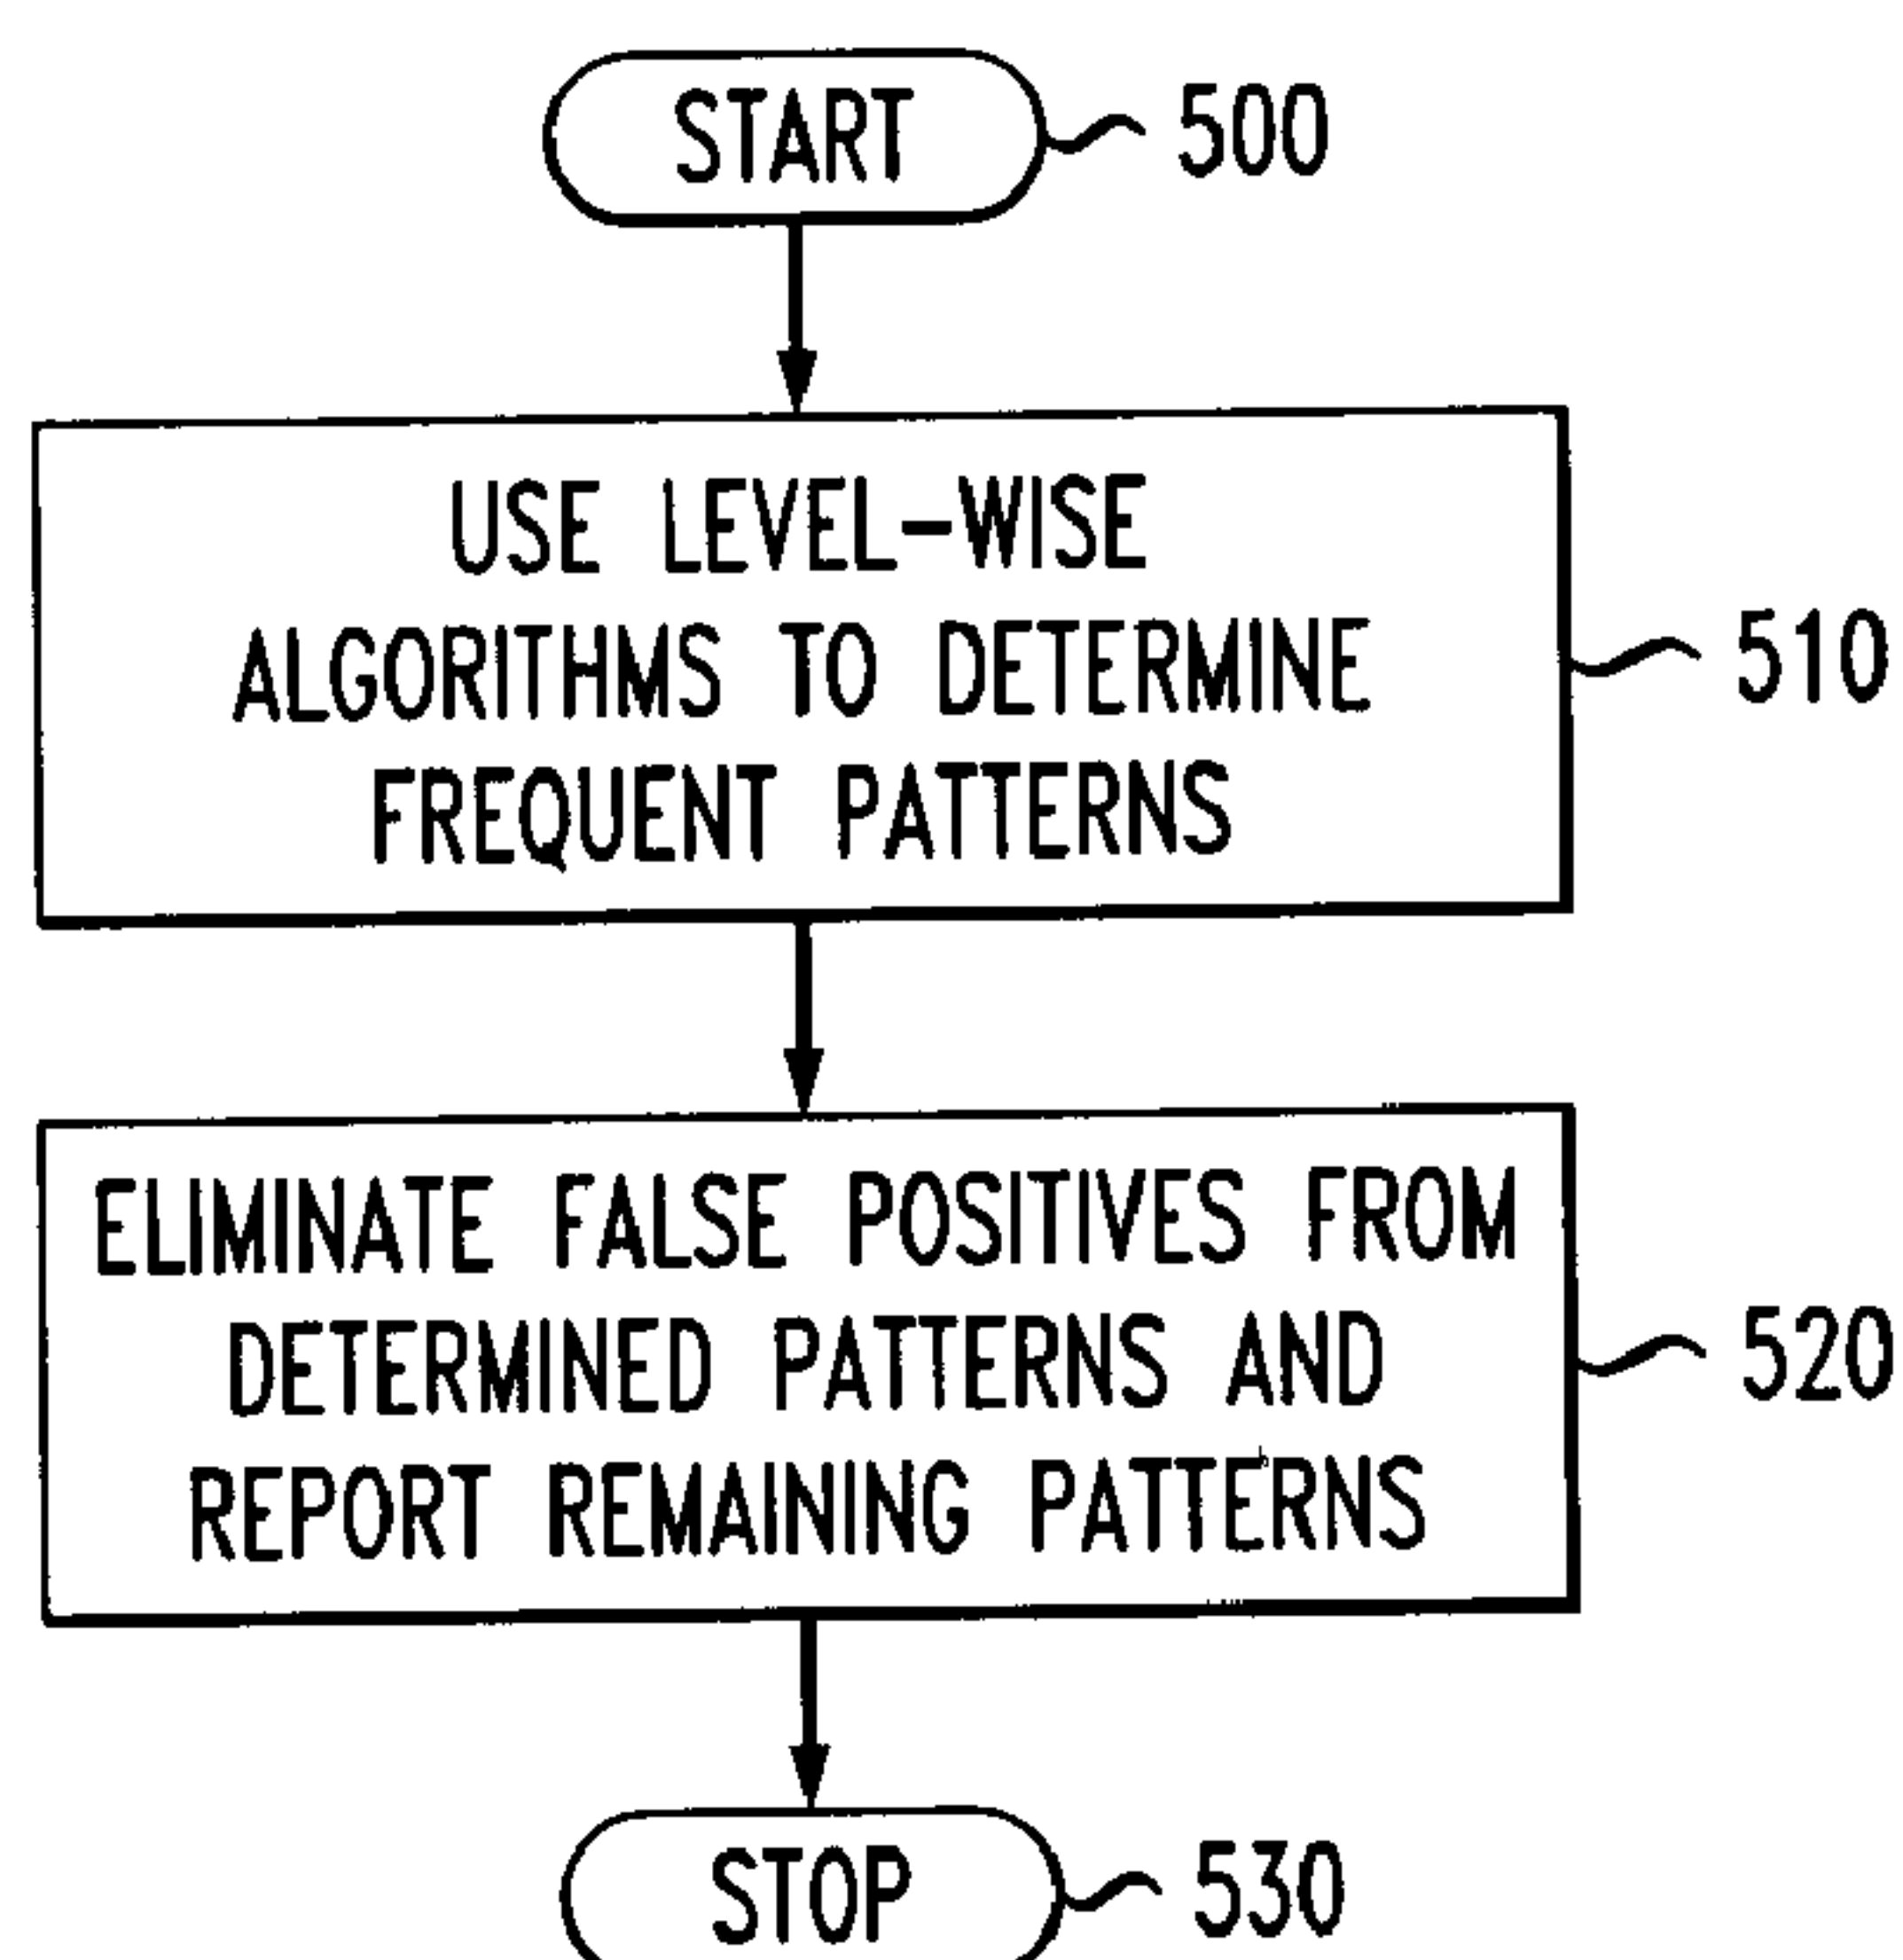 START
500
USE LEVEL-WISE
ALGORITHMS TO DETERMINE
FREQUENT PATTERNS
510
ELIMINATE FALSE POSITIVES FROM
DETERMINED PATTERNS AND
REPORT REMAINING PATTERNS
520
STOP
530